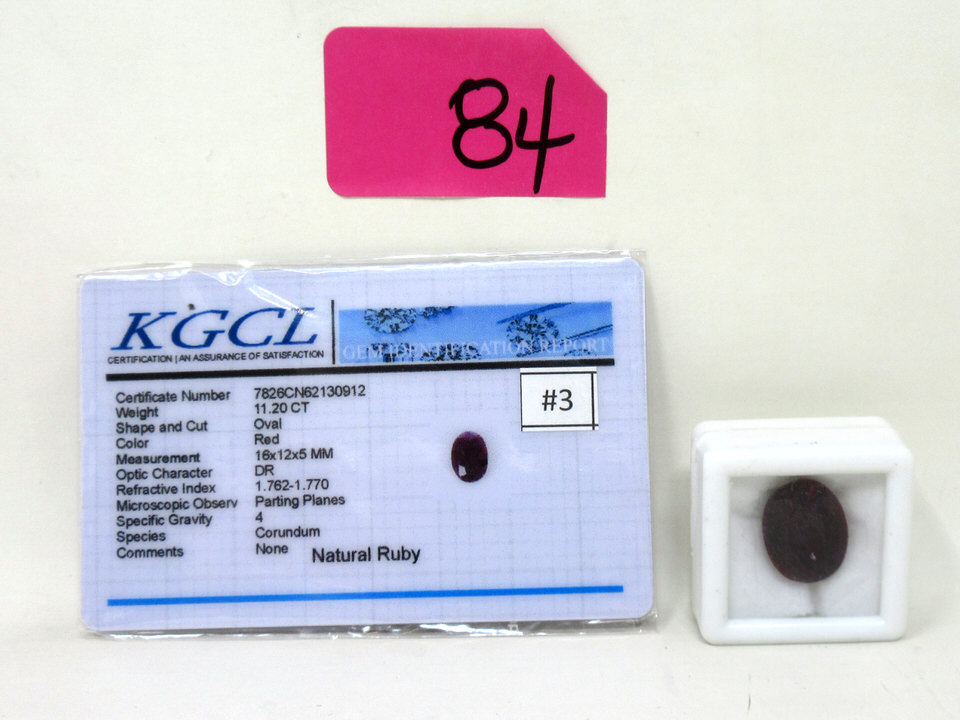 84
KGCL
CERTIFICATION | AN ASSURANCE OF SATISFACTION
GEM IDENTIFICATION REPORT
#3
Certificate Number 7826CN62130912
Weight 11.20 CT
Shape and Cut Oval
Color Red
Measurement 16x12x5 MM
Optic Character DR
Refractive Index 1.762-1.770
Microscopic Observ Parting Planes
Specific Gravity 4
Species Corundum
Comments None
Natural Ruby